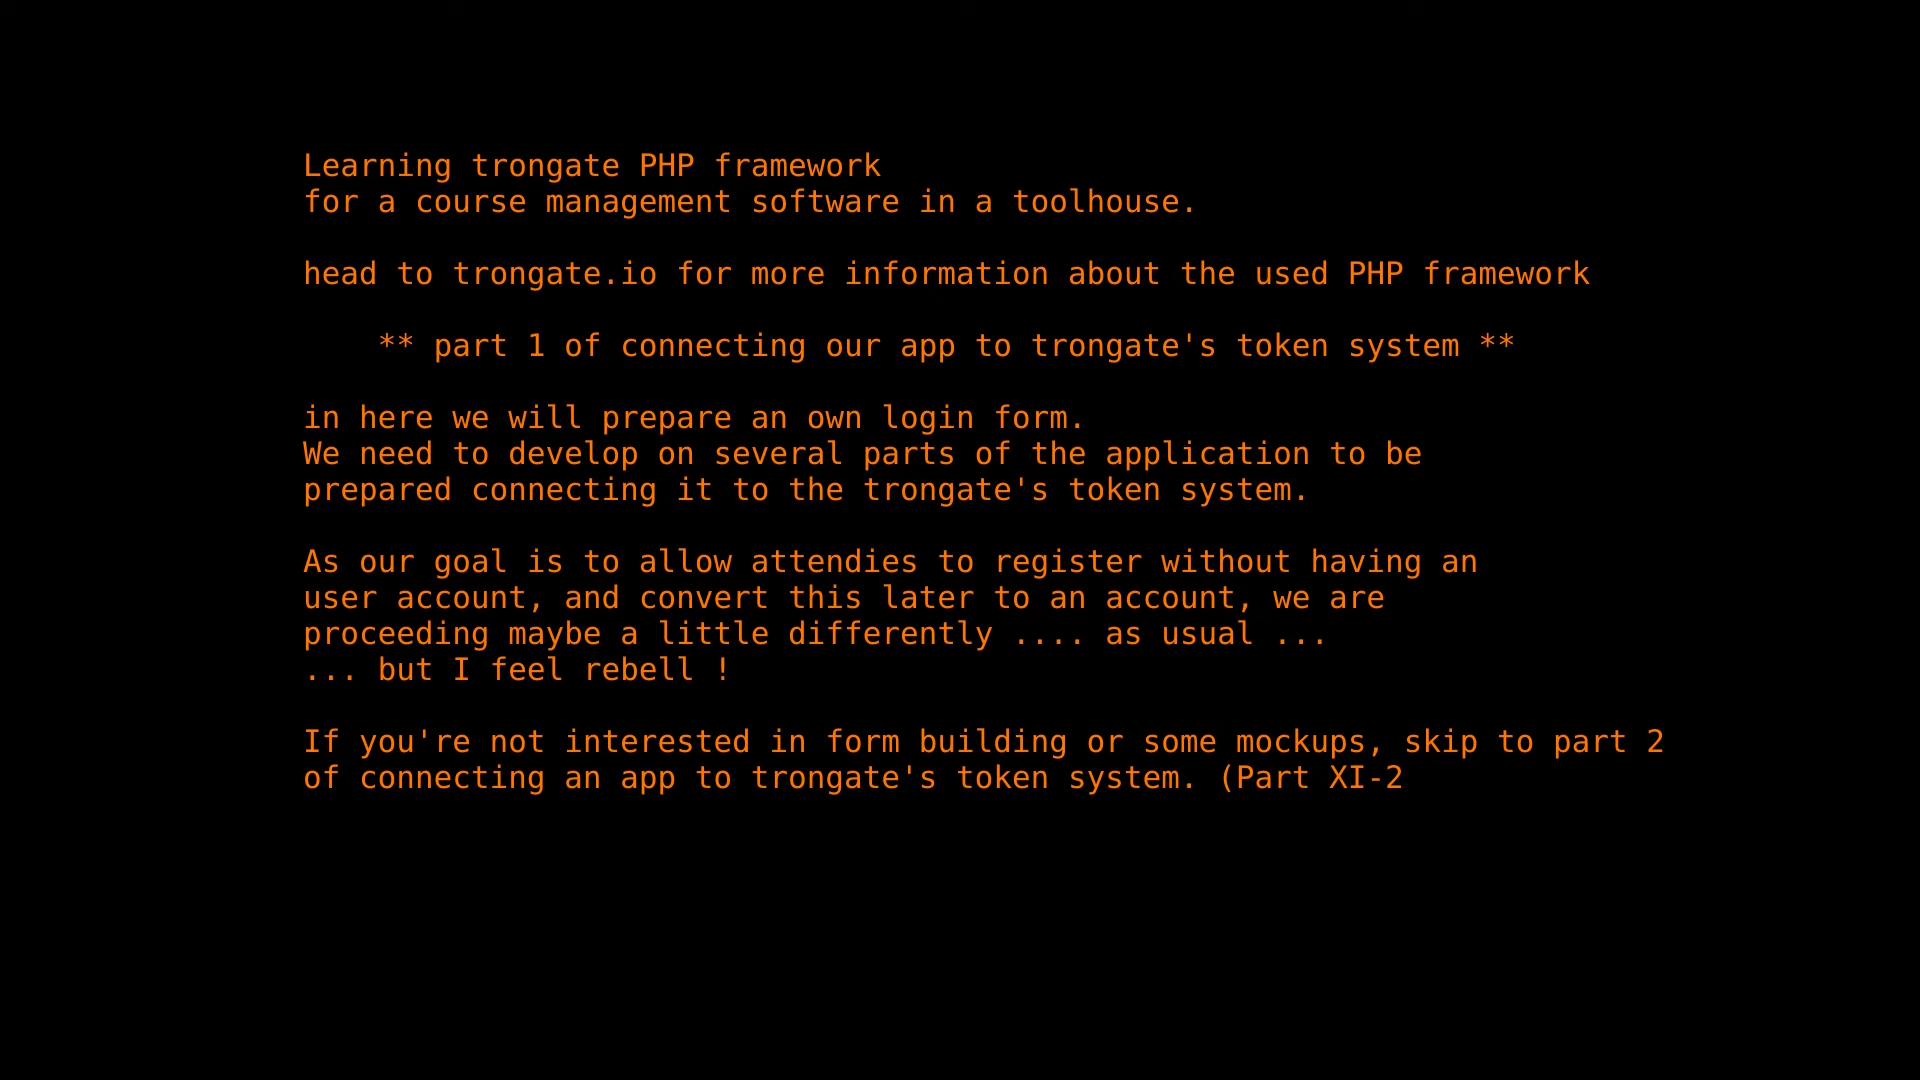 Learning trongate PHP framework
for a course management software in a toolhouse.
head to trongate.io for more information about the used PHP framework
** part 1 of connecting our app to trongate's token system **
in here we will prepare an own login form.
We need to develop on several parts of the application to be
prepared connecting it to the trongate's token system.
As our goal is to allow attendies to register without having an
user account, and convert this later to an account, we are
proceeding maybe a little differently .... as usual ...
... but I feel rebell !
If you're not interested in form building or some mockups, skip to part 2
of connecting an app to trongate's token system. (Part XI-2